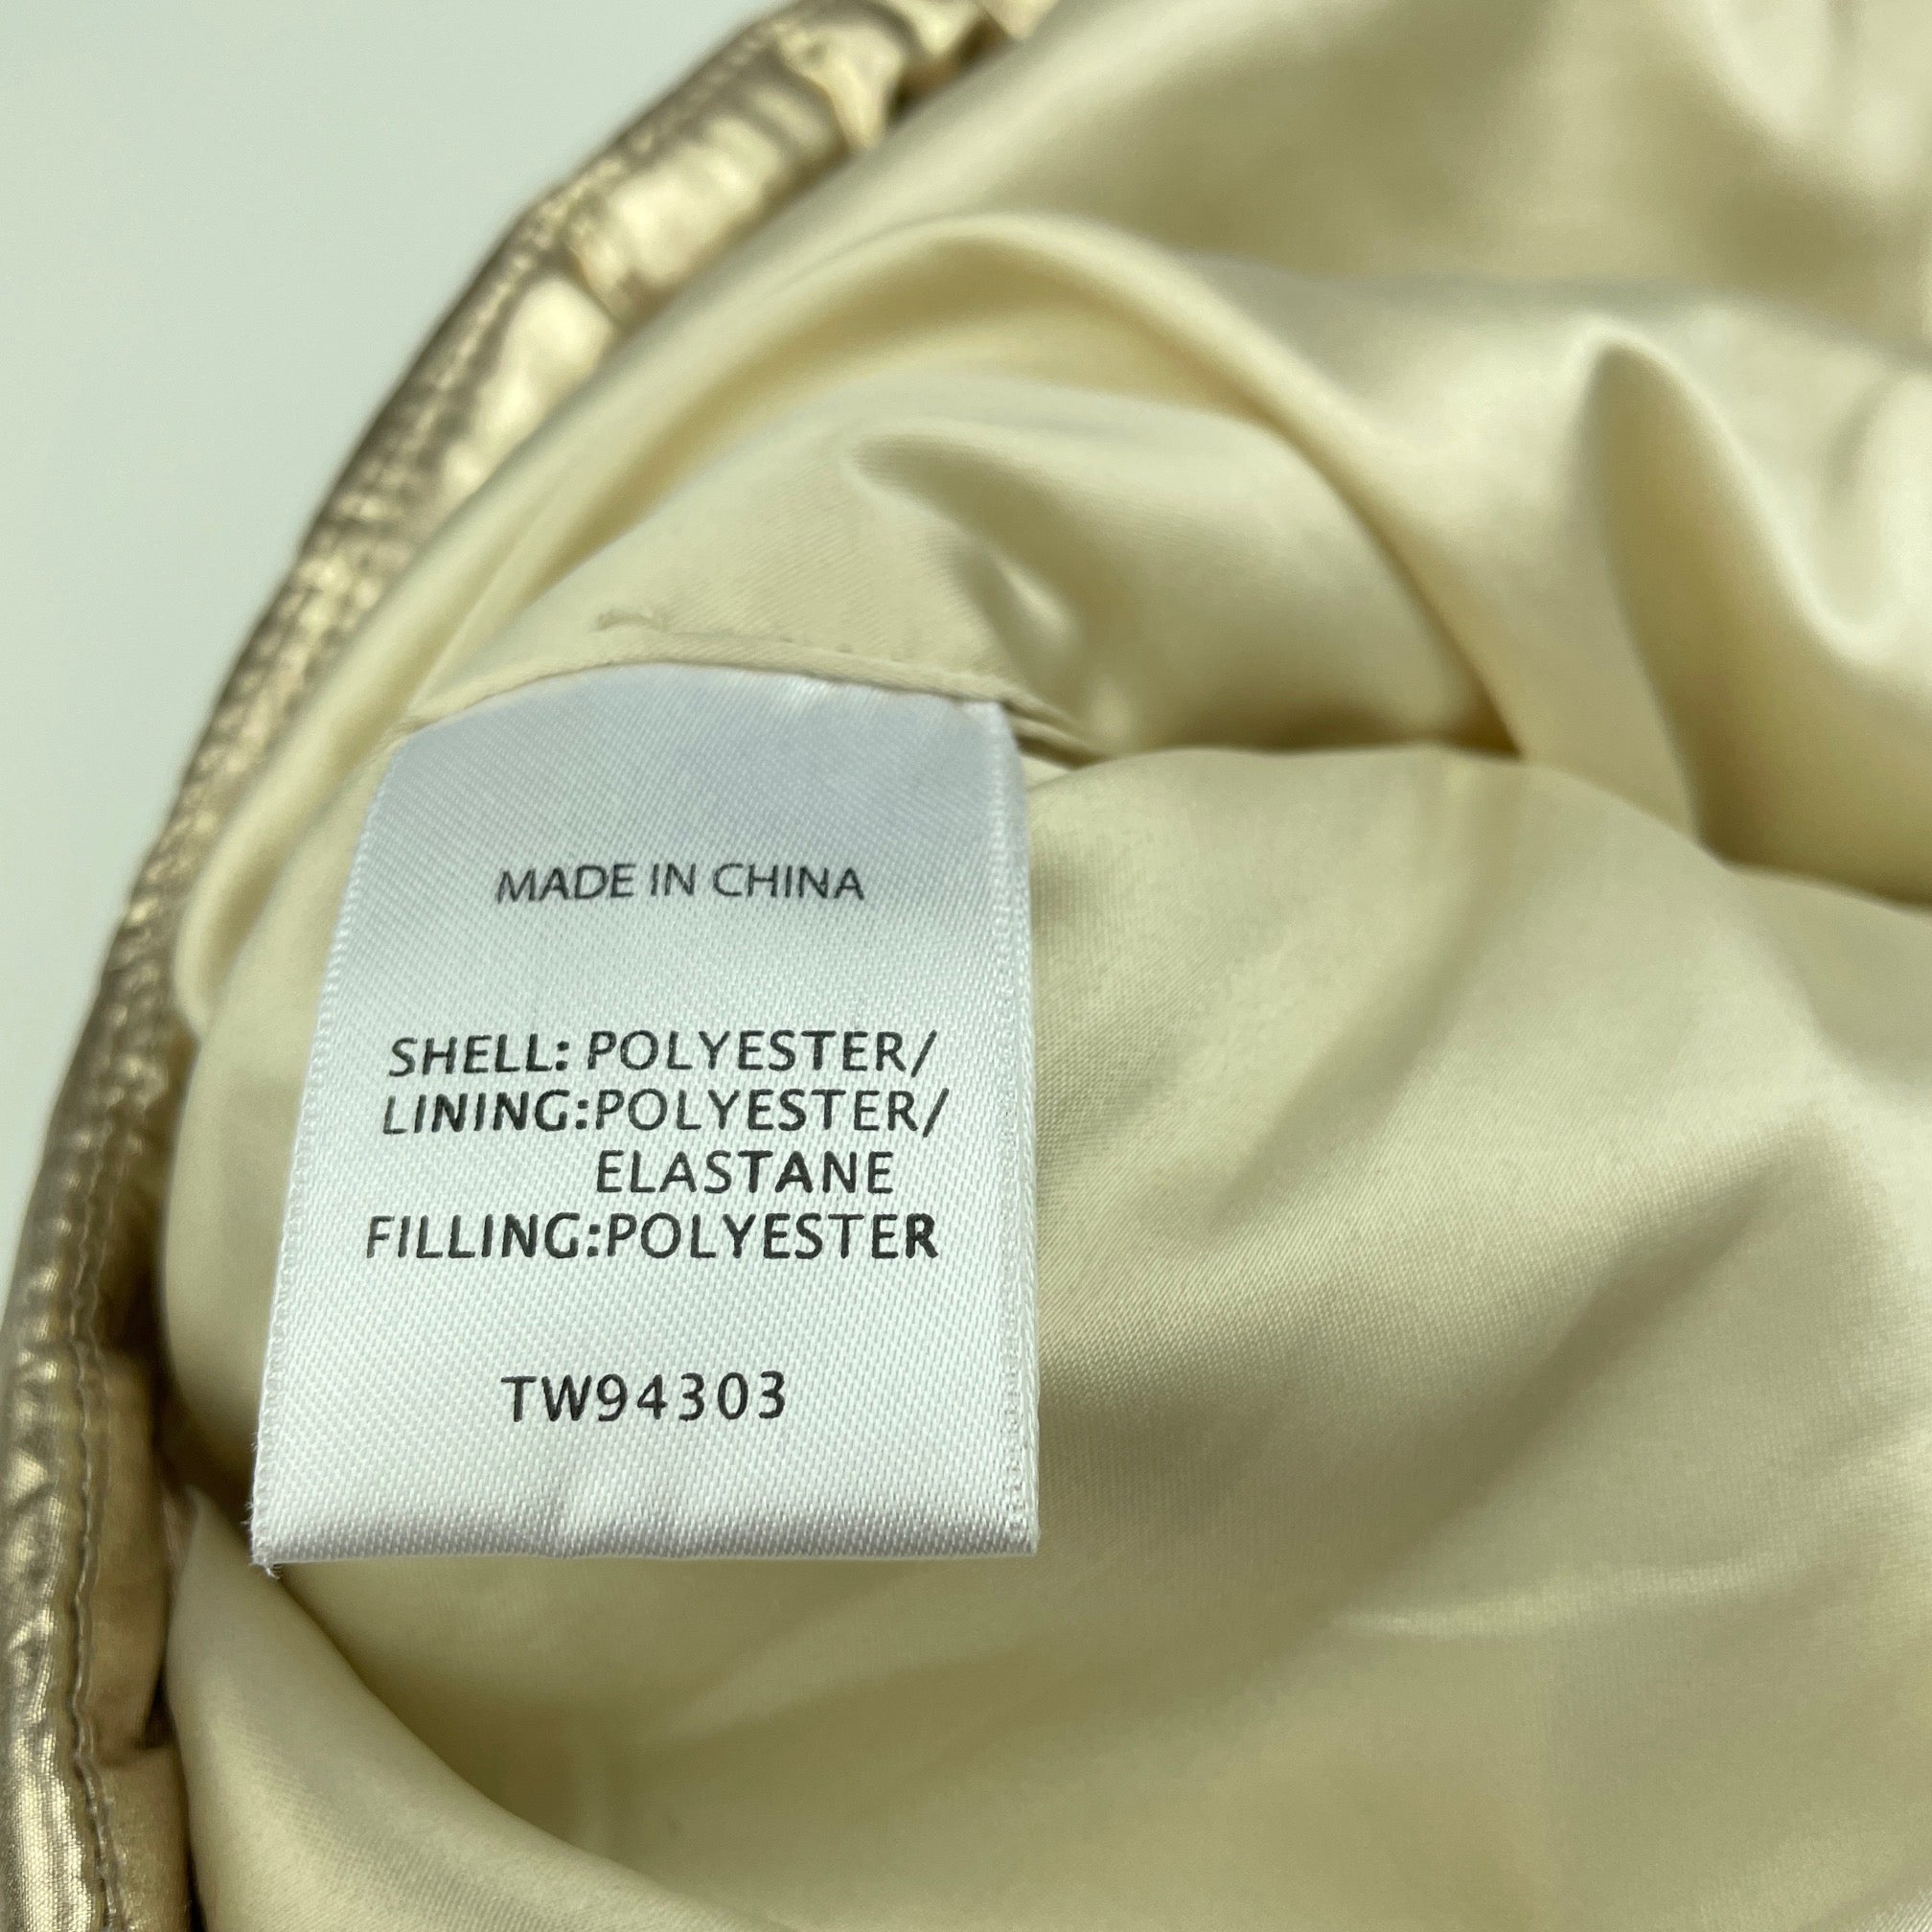 MADE IN CHINA
SHELL: POLYESTER/
LINING:POLYESTER/
ELASTANE
FILLING:POLYESTER
TW94303